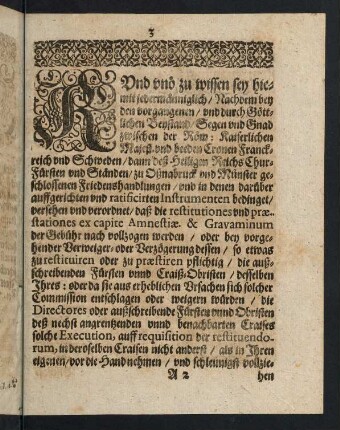 3
KUnd vnd zu wissen sey hie-
mit jedermänniglich / Nachdem bey
den vorgangenen / vnd durch Gött-
lichen Beystand / Segen vnd Gnad
zwischen der Röm: Kaiserlichen
Majest. vnd beeden Cronen Franck-
reich vnd Schweden / dann deß Heiligen Reichs Chur-
Fürsten vnd Ständen / zu Oßnabruck vnd Münster ge-
schlossenen Friedenshandlungen / vnd in denen darüber
auffgerichten vnd ratificirten Instrumenten bedinget /
versehen vnd verordnet / daß die restitutiones vnd præ-
stationes ex capite Amnestiæ & Gravaminum
der Gebühr nach vollzogen werden / oder bey vorge-
hender Verweiger- oder Verzögerung dessen / so etwas
zu restituiren oder zu præstiren pflichtig / die auß-
schreibenden Fürsten vnnd Craiß-Obristen / desselben
Ihres: oder da sie aus erheblichen Vrsachen sich solcher
Commission entschlagen oder weigern würden / die
Directores oder außschreibende Fürsten vnnd Obristen
deß nechst angrentzenden vnnd benachbarten Craises
solche Execution, auff requisition der restituendo-
rum, in deroselben Craisen nicht anderst / als in Ihren
eigenen / vor die Hand nehmen / vnd schleunigst vollzie-
A 2 hen